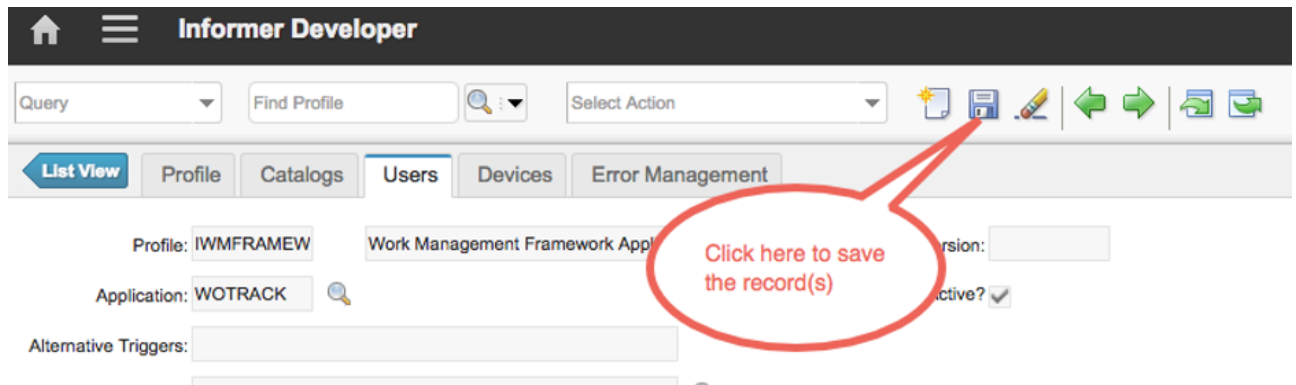 Informer Developer
Query Find Profile Select Action
List View Profile Catalogs Users Devices Error Management
Profile: IWMFRAMEW Work Management Framework Appl rsion:
Click here to save
the record(s)
Application: WOTRACK ctive?
Alternative Triggers: